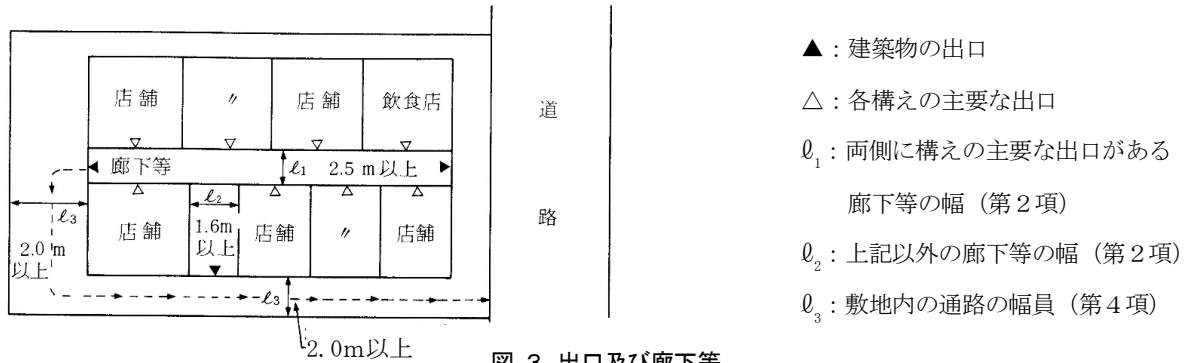 店舗 〃 店舗 飲食店
廊下等 ℓ₁ 2.5 m以上
ℓ₃ 店舗 ℓ₂ 1.6m以上 店舗 〃 店舗
2.0 m
以上
ℓ₃
2.0m以上
道
路
▲：建築物の出口
△：各構えの主要な出口
ℓ₁：両側に構えの主要な出口がある
廊下等の幅（第２項）
ℓ₂：上記以外の廊下等の幅（第２項）
ℓ₃：敷地内の通路の幅員（第４項）
図 3 出口及び廊下等